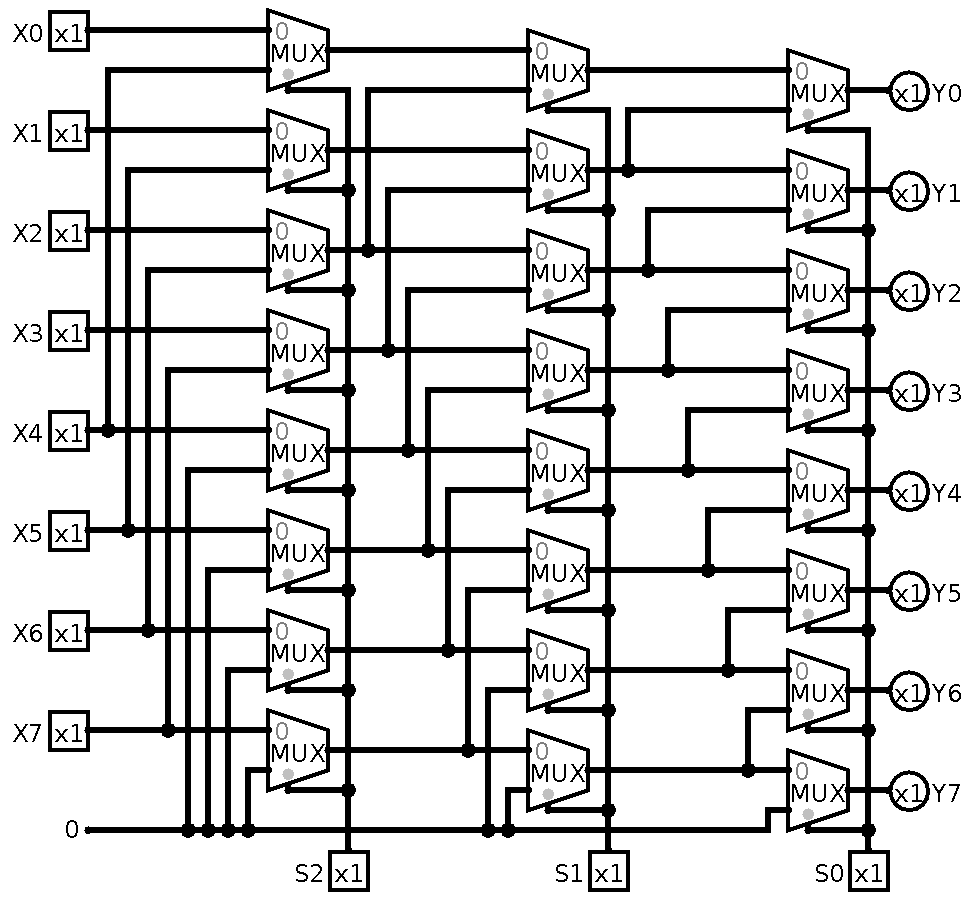 X0 x1 0
MUX 0
MUX 0
MUX x1 Y0
X1 x1 0
MUX 0
MUX 0
MUX x1 Y1
X2 x1 0
MUX 0
MUX 0
MUX x1 Y2
X3 x1 0
MUX 0
MUX 0
MUX x1 Y3
X4 x1 0
MUX 0
MUX 0
MUX x1 Y4
X5 x1 0
MUX 0
MUX 0
MUX x1 Y5
X6 x1 0
MUX 0
MUX 0
MUX x1 Y6
X7 x1 0
MUX 0
MUX 0
MUX x1 Y7
0
S2 x1 S1 x1 S0 x1